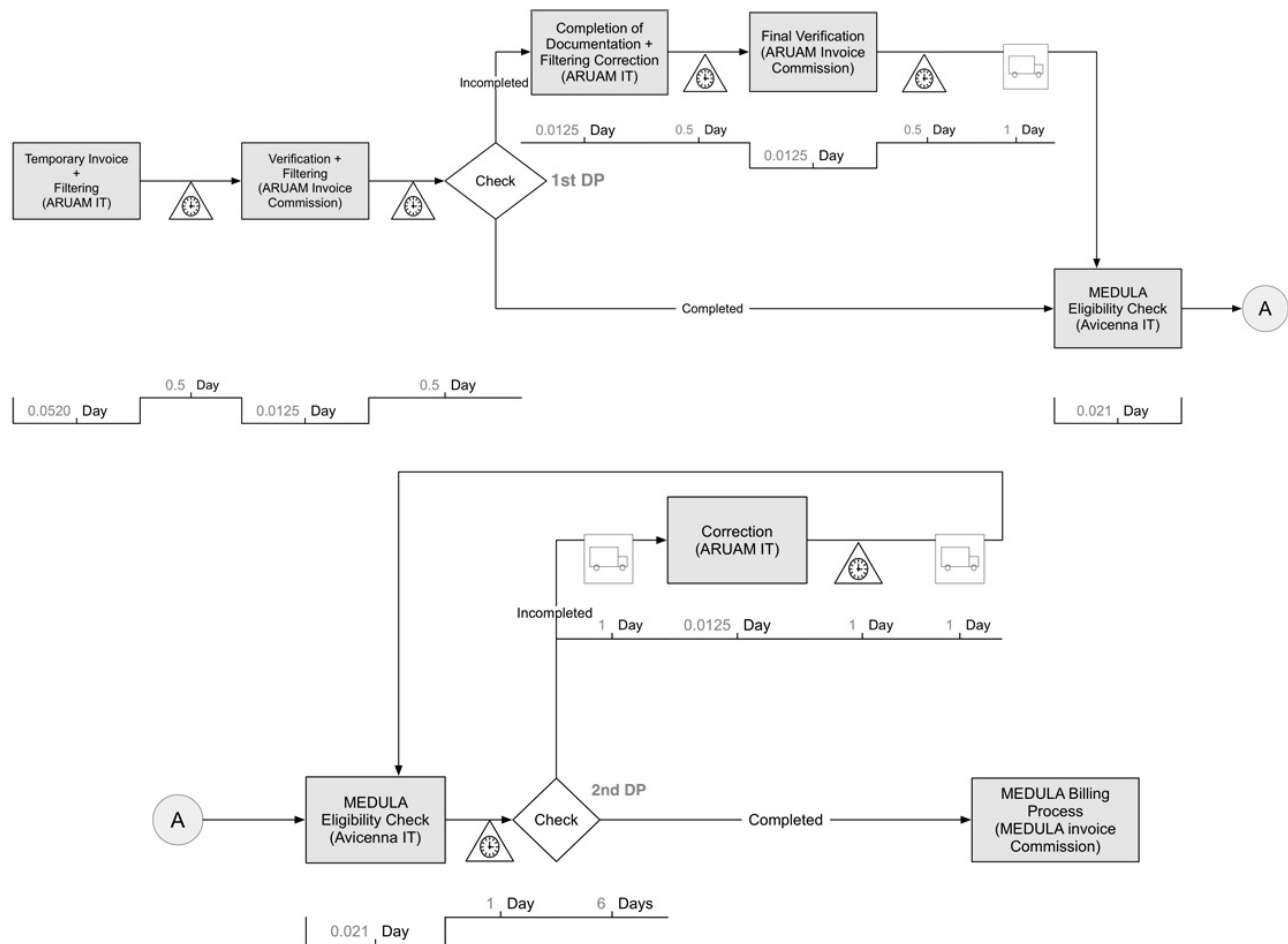 Completion of
Documentation +
Filtering Correction
(ARUAM IT)
Final Verification
(ARUAM Invoice
Commission)
Incompleted
0.0125 Day
0.5 Day
0.0125 Day
0.5 Day
1 Day
Temporary Invoice
+
Filtering
(ARUAM IT)
Verification +
Filtering
(ARUAM Invoice
Commission)
Check
1st DP
Completed
MEDULA
Eligibility Check
(Avicenna IT)
A
0.0520 Day
0.5 Day
0.0125 Day
0.5 Day
0.021 Day
Correction
(ARUAM IT)
Incompleted
1 Day
0.0125 Day
1 Day
1 Day
A
MEDULA
Eligibility Check
(Avicenna IT)
Check
2nd DP
Completed
MEDULA Billing
Process
(MEDULA invoice
Commission)
0.021 Day
1 Day
6 Days